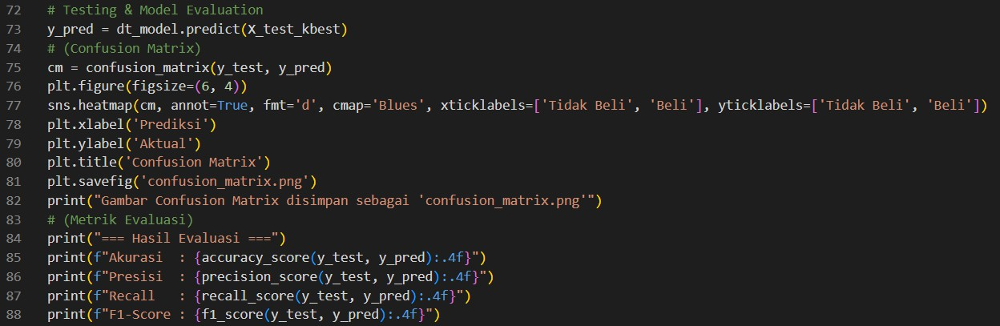 72 # Testing & Model Evaluation
73 y_pred = dt_model.predict(X_test_kbest)
74 # (Confusion Matrix)
75 cm = confusion_matrix(y_test, y_pred)
76 plt.figure(figsize=(6, 4))
77 sns.heatmap(cm, annot=True, fmt='d', cmap='Blues', xticklabels=['Tidak Beli', 'Beli'], yticklabels=['Tidak Beli', 'Beli'])
78 plt.xlabel('Prediksi')
79 plt.ylabel('Aktual')
80 plt.title('Confusion Matrix')
81 plt.savefig('confusion_matrix.png')
82 print("Gambar Confusion Matrix disimpan sebagai 'confusion_matrix.png'")
83 # (Metrik Evaluasi)
84 print("=== Hasil Evaluasi ===")
85 print(f"Akurasi  : {accuracy_score(y_test, y_pred):.4f}")
86 print(f"Presisi  : {precision_score(y_test, y_pred):.4f}")
87 print(f"Recall   : {recall_score(y_test, y_pred):.4f}")
88 print(f"F1-Score : {f1_score(y_test, y_pred):.4f}")